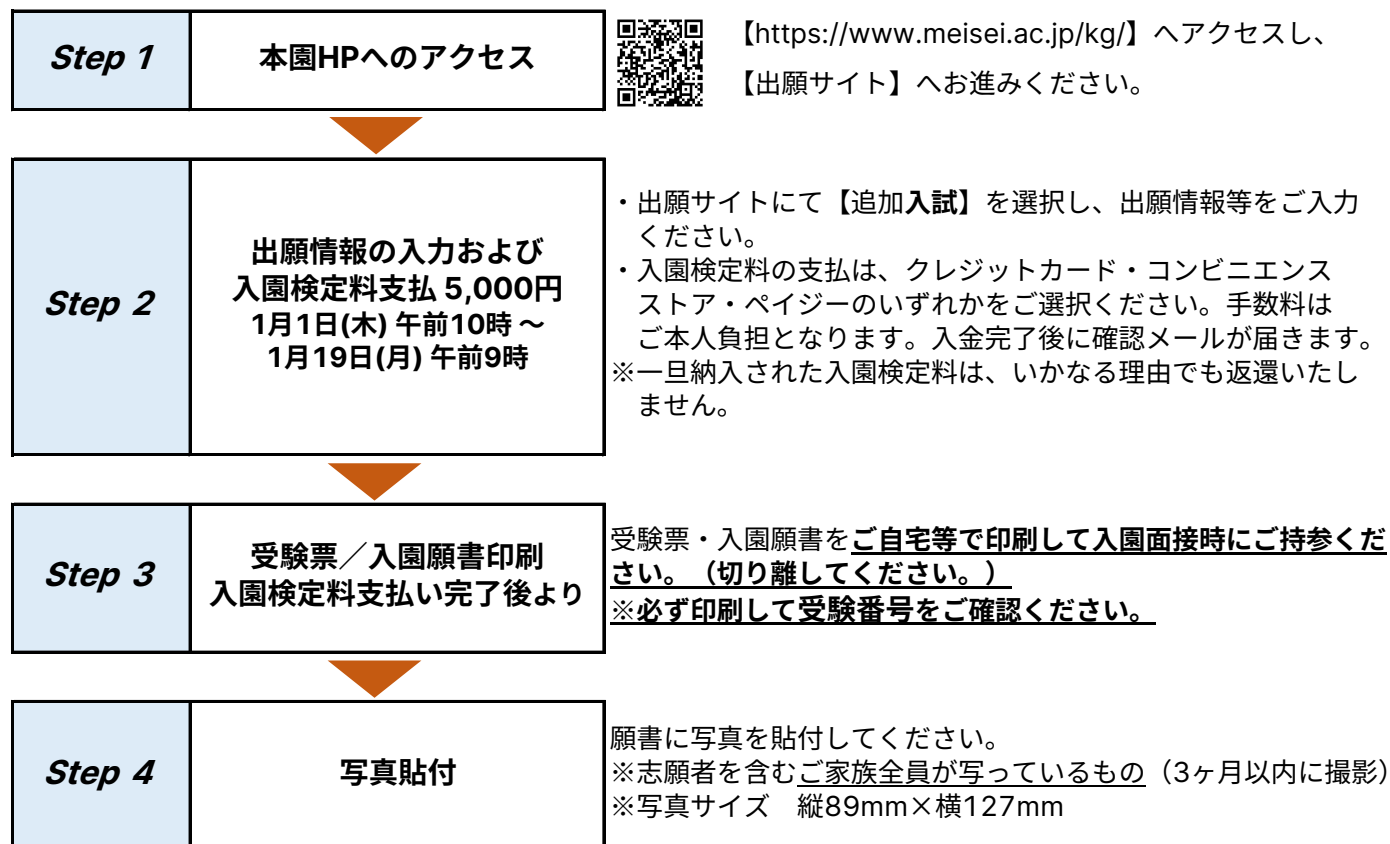 Step 1
本園HPへのアクセス
【https://www.meisei.ac.jp/kg/】へアクセスし、
【出願サイト】へお進みください。
Step 2
出願情報の入力および
入園検定料支払 5,000円
1月1日(木) 午前10時 ～
1月19日(月) 午前9時
・出願サイトにて【追加入試】を選択し、出願情報等をご入力
ください。
・入園検定料の支払は、クレジットカード・コンビニエンス
ストア・ペイジーのいずれかをご選択ください。手数料は
ご本人負担となります。入金完了後に確認メールが届きます。
※一旦納入された入園検定料は、いかなる理由でも返還いたし
ません。
Step 3
受験票／入園願書印刷
入園検定料支払い完了後より
受験票・入園願書をご自宅等で印刷して入園面接時にご持参くだ
さい。（切り離してください。）
※必ず印刷して受験番号をご確認ください。
Step 4
写真貼付
願書に写真を貼付してください。
※志願者を含むご家族全員が写っているもの（3ヶ月以内に撮影）
※写真サイズ　縦89mm×横127mm